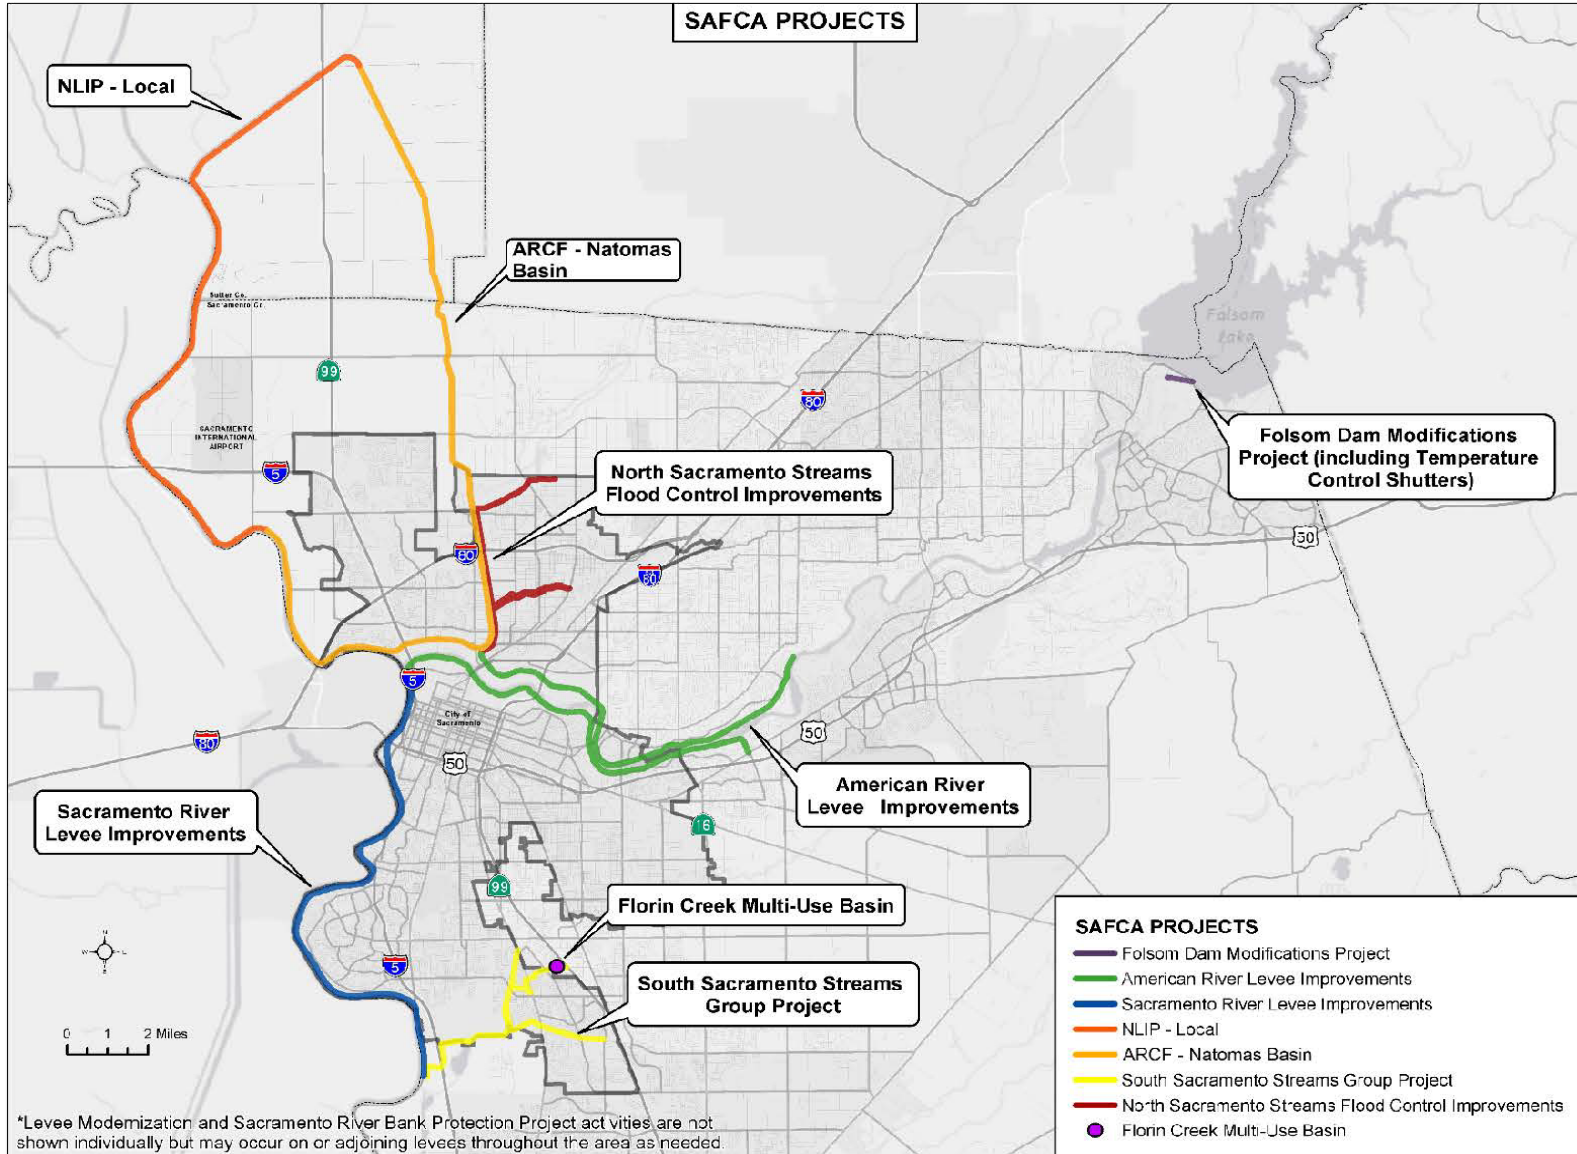 SAFCA PROJECTS
NLIP - Local
ARCF - Natomas
Basin
Sutter Co.
Sacramento Co.
Folsom
Lake
99
80
SACRAMENTO
INTERNATIONAL
AIRPORT
5
North Sacramento Streams
Flood Control Improvements
Folsom Dam Modifications
Project (including Temperature
Control Shutters)
50
80
80
5
City of
Sacramento
80
50
50
American River
Levee Improvements
Sacramento River
Levee Improvements
16
99
Florin Creek Multi-Use Basin
5
South Sacramento Streams
Group Project
N
W
S
0 1 2 Miles
SAFCA PROJECTS
Folsom Dam Modifications Project
American River Levee Improvements
Sacramento River Levee Improvements
NLIP - Local
ARCF - Natomas Basin
South Sacramento Streams Group Project
North Sacramento Streams Flood Control Improvements
Florin Creek Multi-Use Basin
*Levee Modernization and Sacramento River Bank Protection Project act vities are not
shown individually but may occur on or adjoining levees throughout the area as needed.